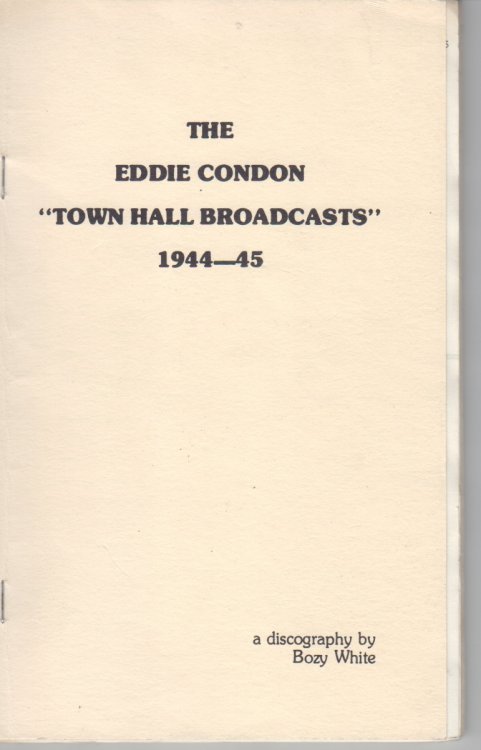 THE
EDDIE CONDON
“TOWN HALL BROADCASTS”
1944—45
a discography by
Bozy White